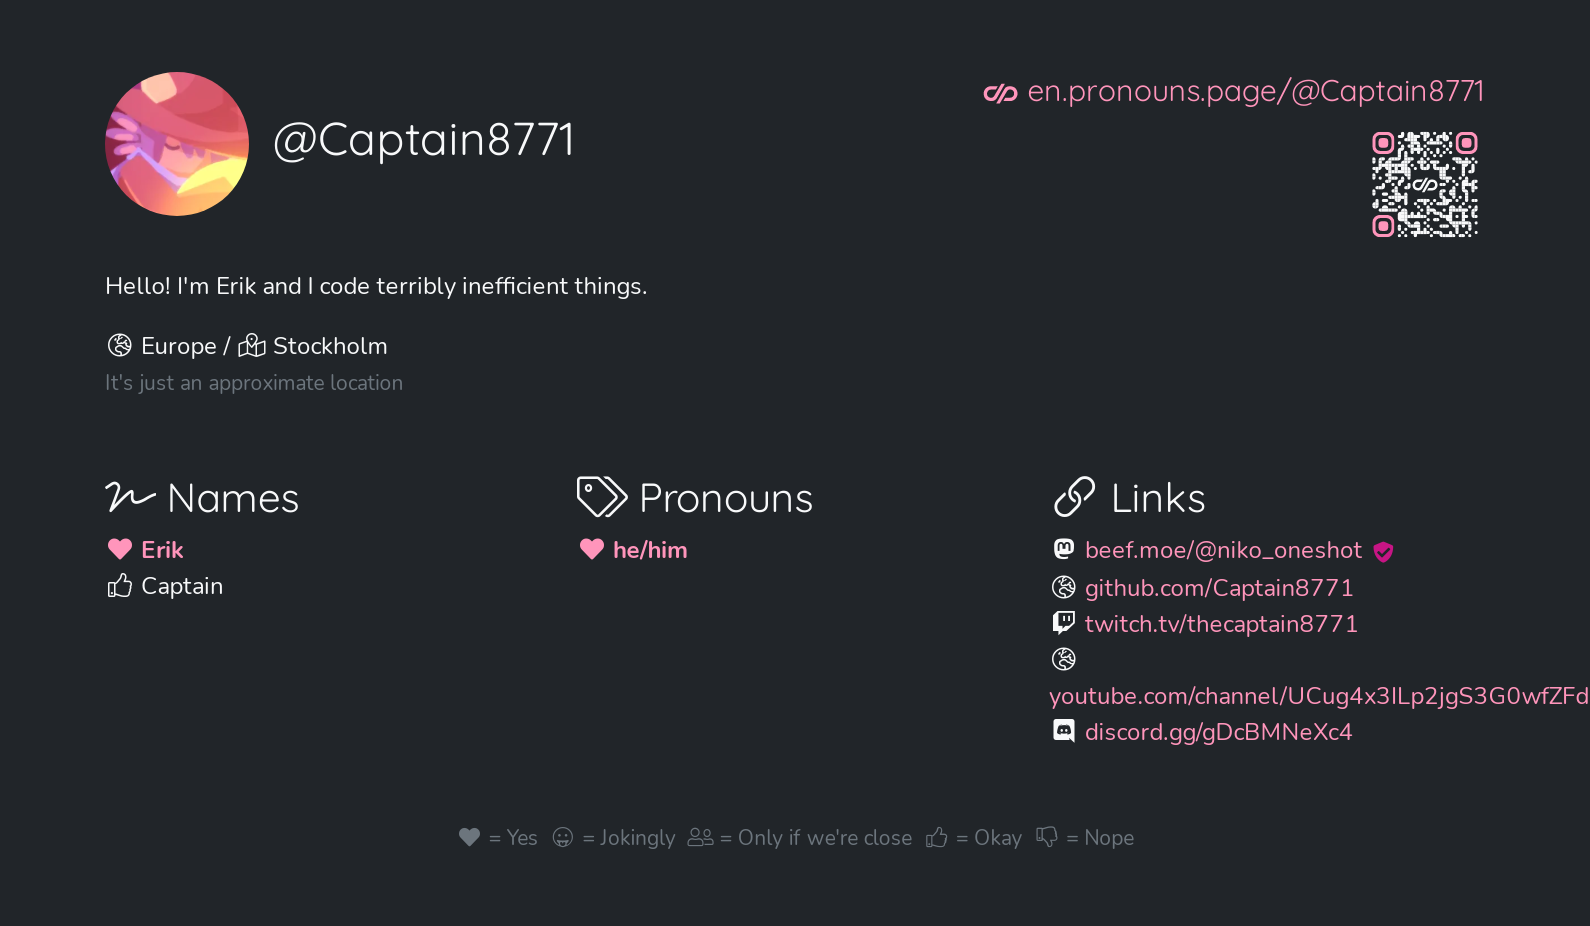 @Captain8771
en.pronouns.page/@Captain8771
Hello! I'm Erik and I code terribly inefficient things.
Europe / Stockholm
It's just an approximate location
Names
Erik
Captain
Pronouns
he/him
Links
beef.moe/@niko_oneshot
github.com/Captain8771
twitch.tv/thecaptain8771
youtube.com/channel/UCug4x3ILp2jgS3G0wfZFd
discord.gg/gDcBMNeXc4
= Yes = Jokingly = Only if we're close = Okay = Nope